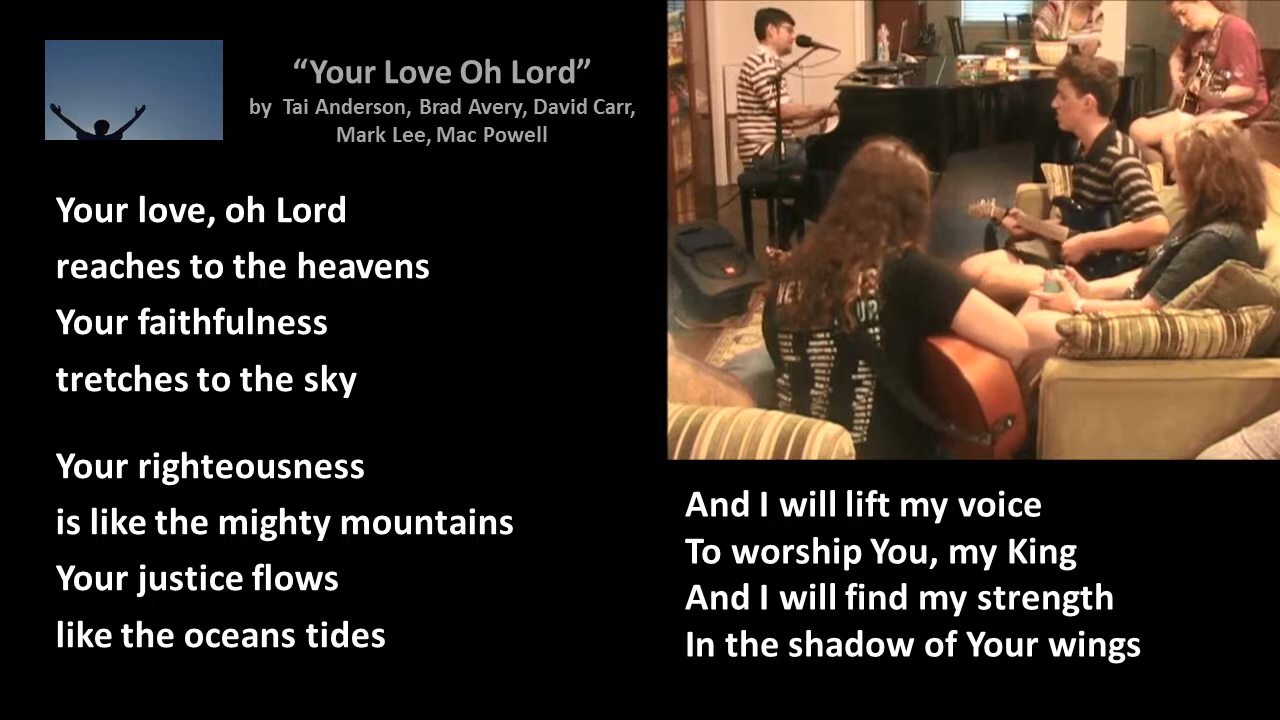 “Your Love Oh Lord”
by Tai Anderson, Brad Avery, David Carr,
Mark Lee, Mac Powell
Your love, oh Lord
reaches to the heavens
Your faithfulness
tretches to the sky
Your righteousness
is like the mighty mountains
Your justice flows
like the oceans tides
And I will lift my voice
To worship You, my King
And I will find my strength
In the shadow of Your wings